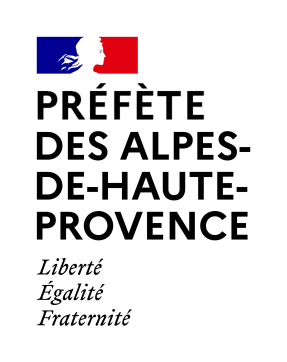 PRÉFÈTE
DES ALPES-
DE-HAUTE-
PROVENCE
Liberté
Égalité
Fraternité